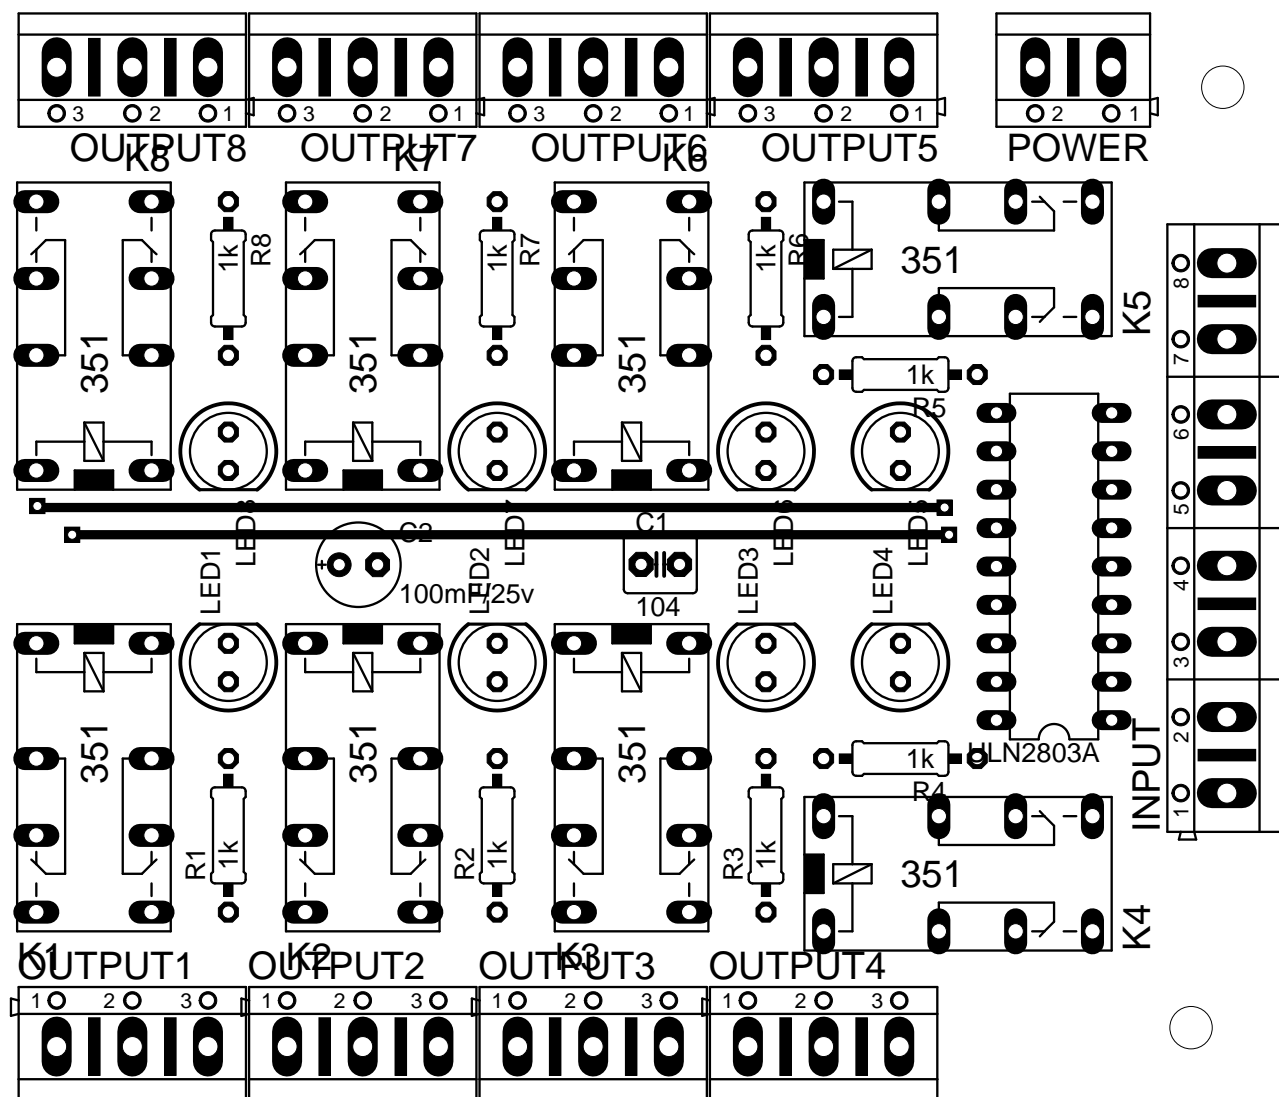 3 2 1 3 2 1 3 2 1 3 2 1 2 1
OUTPUT8 OUTPUT7 OUTPUT6 OUTPUT5 POWER
K8 K7 K6
1k R8 1k R7 1k R6 351 K5
351 351 351
1k
R5
8
7
6
5
4
3
2
1
INPUT
LED8 LED7 LED6 LED5
C2 C1
+
LED1 LED2 LED3 LED4
100mF/25v 104
351 351 351
ULN2803A
1k
R4
R1 1k R2 1k R3 1k 351 K4
K1 K2 K3
OUTPUT1 OUTPUT2 OUTPUT3 OUTPUT4
1 2 3 1 2 3 1 2 3 1 2 3